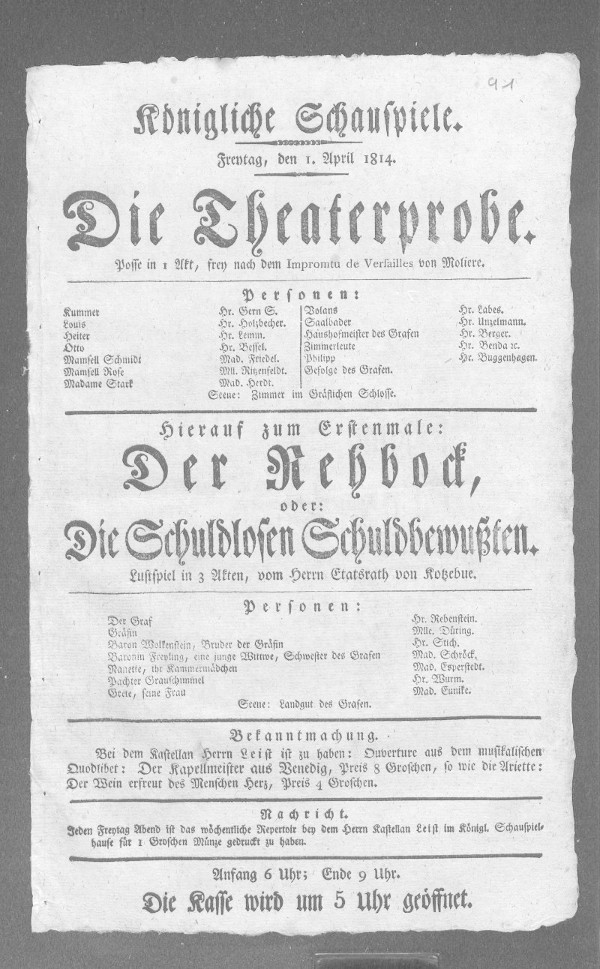 91
Königliche Schauspiele.
Freytag, den 1. April 1814.
Die Theaterprobe.
Posse in 1 Akt, frey nach dem Impromtu de Versailles von Moliere.
Personen:
Kummer Hr. Gern S.
Louis Hr. Holzbecher.
Heiter Hr. Lemm.
Otto Hr. Bessel.
Mamsell Schmidt Mad. Friedel.
Mamsell Rose Mll. Ritzenfeldt.
Madame Stark Mad. Herdt.
Volans Hr. Labes.
Saalbader Hr. Unzelmann.
Haushofmeister des Grafen Hr. Berger.
Zimmerleute Hr. Benda ꝛc.
Philipp Hr. Buggenhagen.
Gefolge des Grafen.
Scene: Zimmer im Gräflichen Schlosse.
Hierauf zum Erstenmale:
Der Rehbock,
oder:
Die Schuldlosen Schuldbewußten.
Lustspiel in 3 Akten, vom Herrn Etatsrath von Kotzebue.
Personen:
Der Graf Hr. Rebenstein.
Gräfin Mlle. Düring.
Baron Wolkenstein, Bruder der Gräfin Hr. Stich.
Baronin Freyling, eine junge Wittwe, Schwester des Grafen Mad. Schröck.
Nanette, ihr Kammermädchen Mad. Esperstedt.
Pachter Grauschimmel Hr. Wurm.
Grete, seine Frau Mad. Eunike.
Scene: Landgut des Grafen.
Bekanntmachung.
Bei dem Kastellan Herrn Leist ist zu haben: Ouverture aus dem musikalischen
Quodlibet: Der Kapellmeister aus Venedig, Preis 8 Groschen, so wie die Ariette:
Der Wein erfreut des Menschen Herz, Preis 4 Groschen.
Nachricht.
Jeden Freytag Abend ist das wöchentliche Repertoir bey dem Herrn Kastellan Leist im Königl. Schauspiel-
hause für 1 Groschen Münze gedruckt zu haben.
Anfang 6 Uhr; Ende 9 Uhr.
Die Kasse wird um 5 Uhr geöffnet.